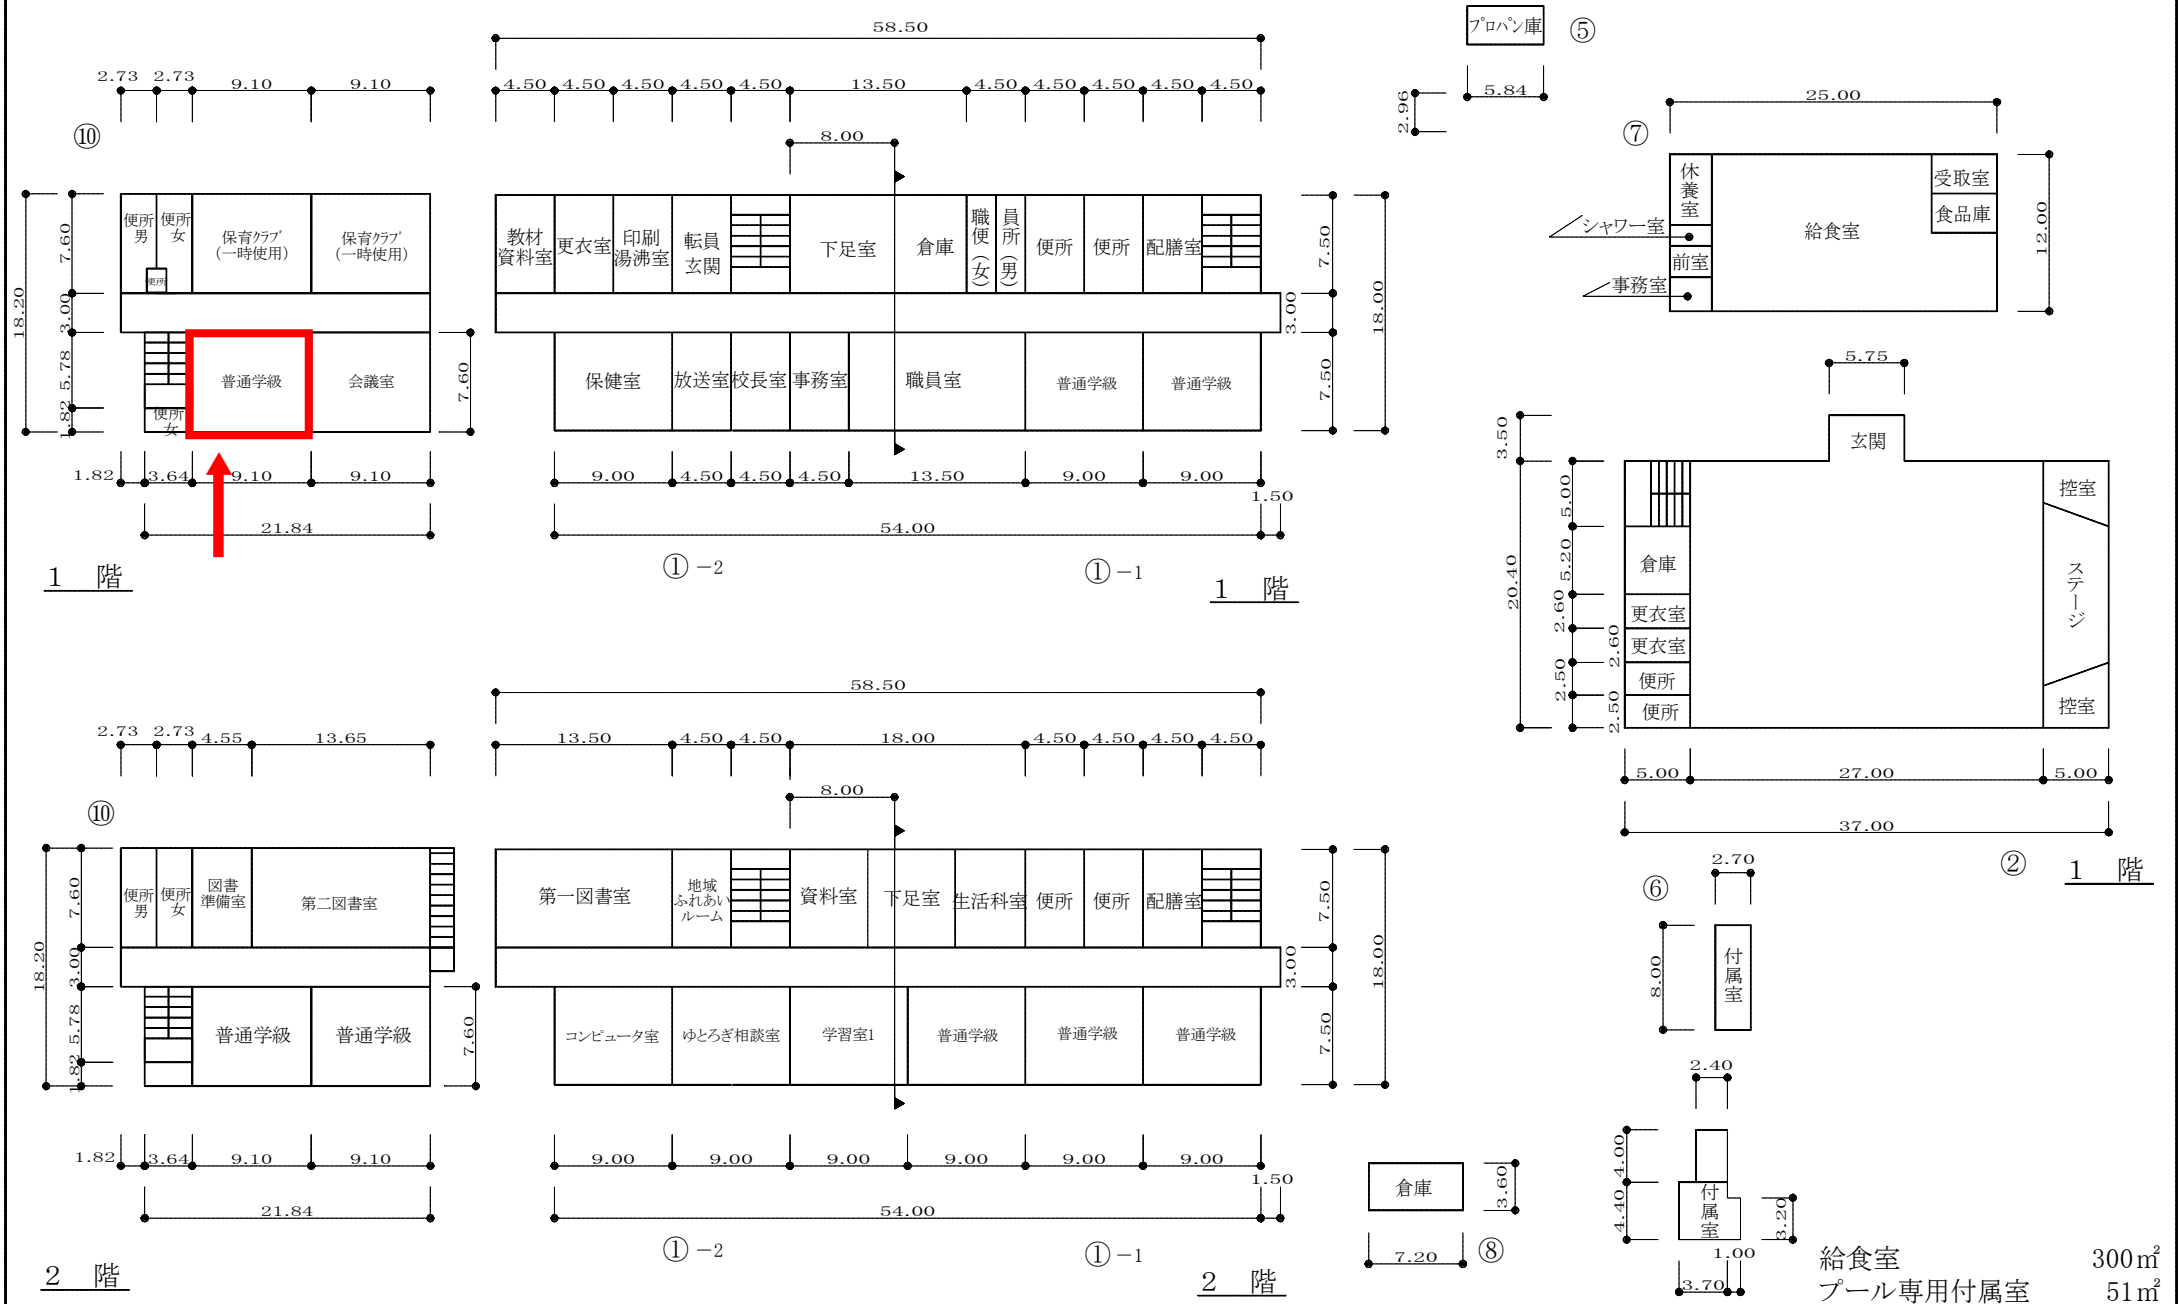 プロパン庫 ⑤
5.84
2.96
58.50
2.73 2.73 9.10 9.10
4.50 4.50 4.50 4.50 4.50 13.50 4.50 4.50 4.50 4.50
8.00
⑩
便所
男
便所
女
便所
保育クラブ
(一時使用)
保育クラブ
(一時使用)
7.60
3.00
5.78
1.82
18.20
普通学級
会議室
便所
女
7.60
1.82 3.64 9.10 9.10
21.84
1 階
教材
資料室
更衣室
印刷
湯沸室
転員
玄関
下足室
倉庫
職員
便所
(女)(男)
便所
便所
配膳室
7.50
3.00
7.50
18.00
保健室
放送室
校長室
事務室
職員室
普通学級
普通学級
9.00 4.50 4.50 4.50 13.50 9.00 9.00
1.50
54.00
①-2
①-1
1 階
⑦
25.00
休養室
シャワー室
前室
事務室
給食室
受取室
食品庫
12.00
5.75
玄関
3.50
20.40
5.00
5.20
2.60
2.60
2.50
2.50
倉庫
更衣室
更衣室
便所
便所
控室
ステージ
控室
5.00 27.00 5.00
37.00
② 1 階
58.50
2.73 2.73 4.55 13.65
13.50 4.50 4.50 18.00 4.50 4.50 4.50 4.50
8.00
⑩
便所
男
便所
女
図書
準備室
第二図書室
7.60
3.00
5.78
1.82
18.20
普通学級
普通学級
7.60
1.82 3.64 9.10 9.10
21.84
2 階
第一図書室
地域
ふれあい
ルーム
資料室
下足室
生活科室
便所
便所
配膳室
7.50
3.00
7.50
18.00
コンピュータ室
ゆとろぎ相談室
学習室1
普通学級
普通学級
普通学級
9.00 9.00 9.00 9.00 9.00 9.00
1.50
54.00
①-2
①-1
2 階
倉庫
3.60
7.20
⑧
⑥
2.70
8.00
付属室
2.40
4.00
4.40
付属室
3.20
1.00
3.70
給食室 300㎡
プール専用付属室 51㎡